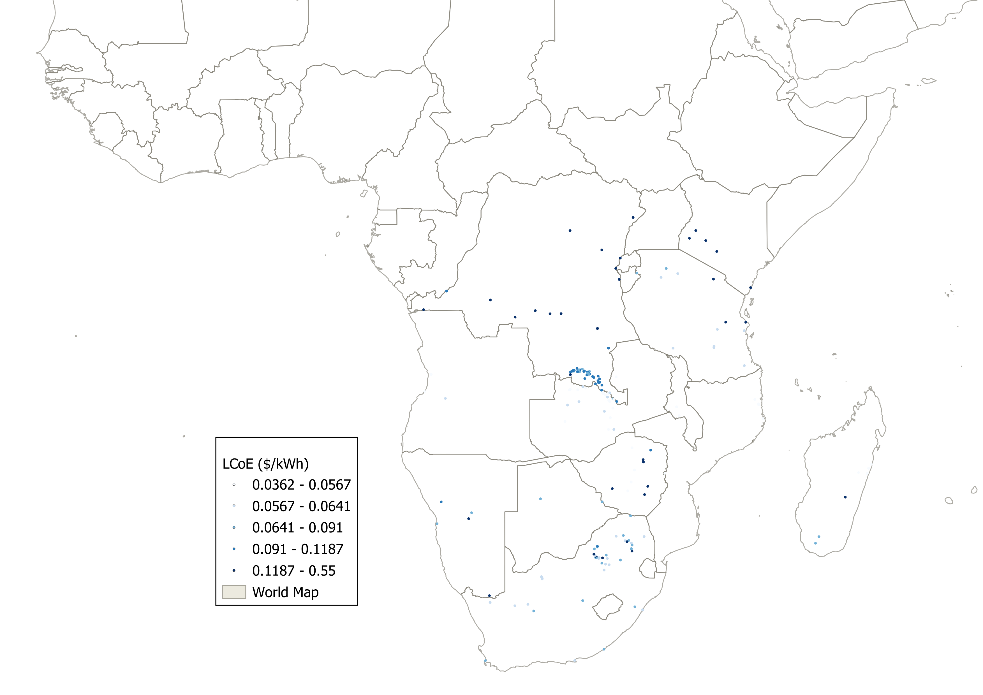 LCoE ($/kWh)
0.0362 - 0.0567
0.0567 - 0.0641
0.0641 - 0.091
0.091 - 0.1187
0.1187 - 0.55
World Map